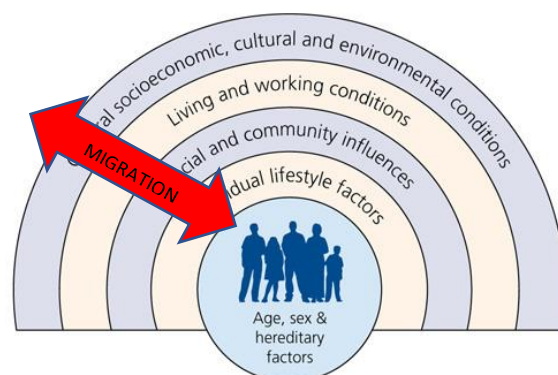 ral socioeconomic, cultural and environmental conditions
Living and working conditions
cial and community influences
dual lifestyle factors
MIGRATION
Age, sex &
hereditary
factors